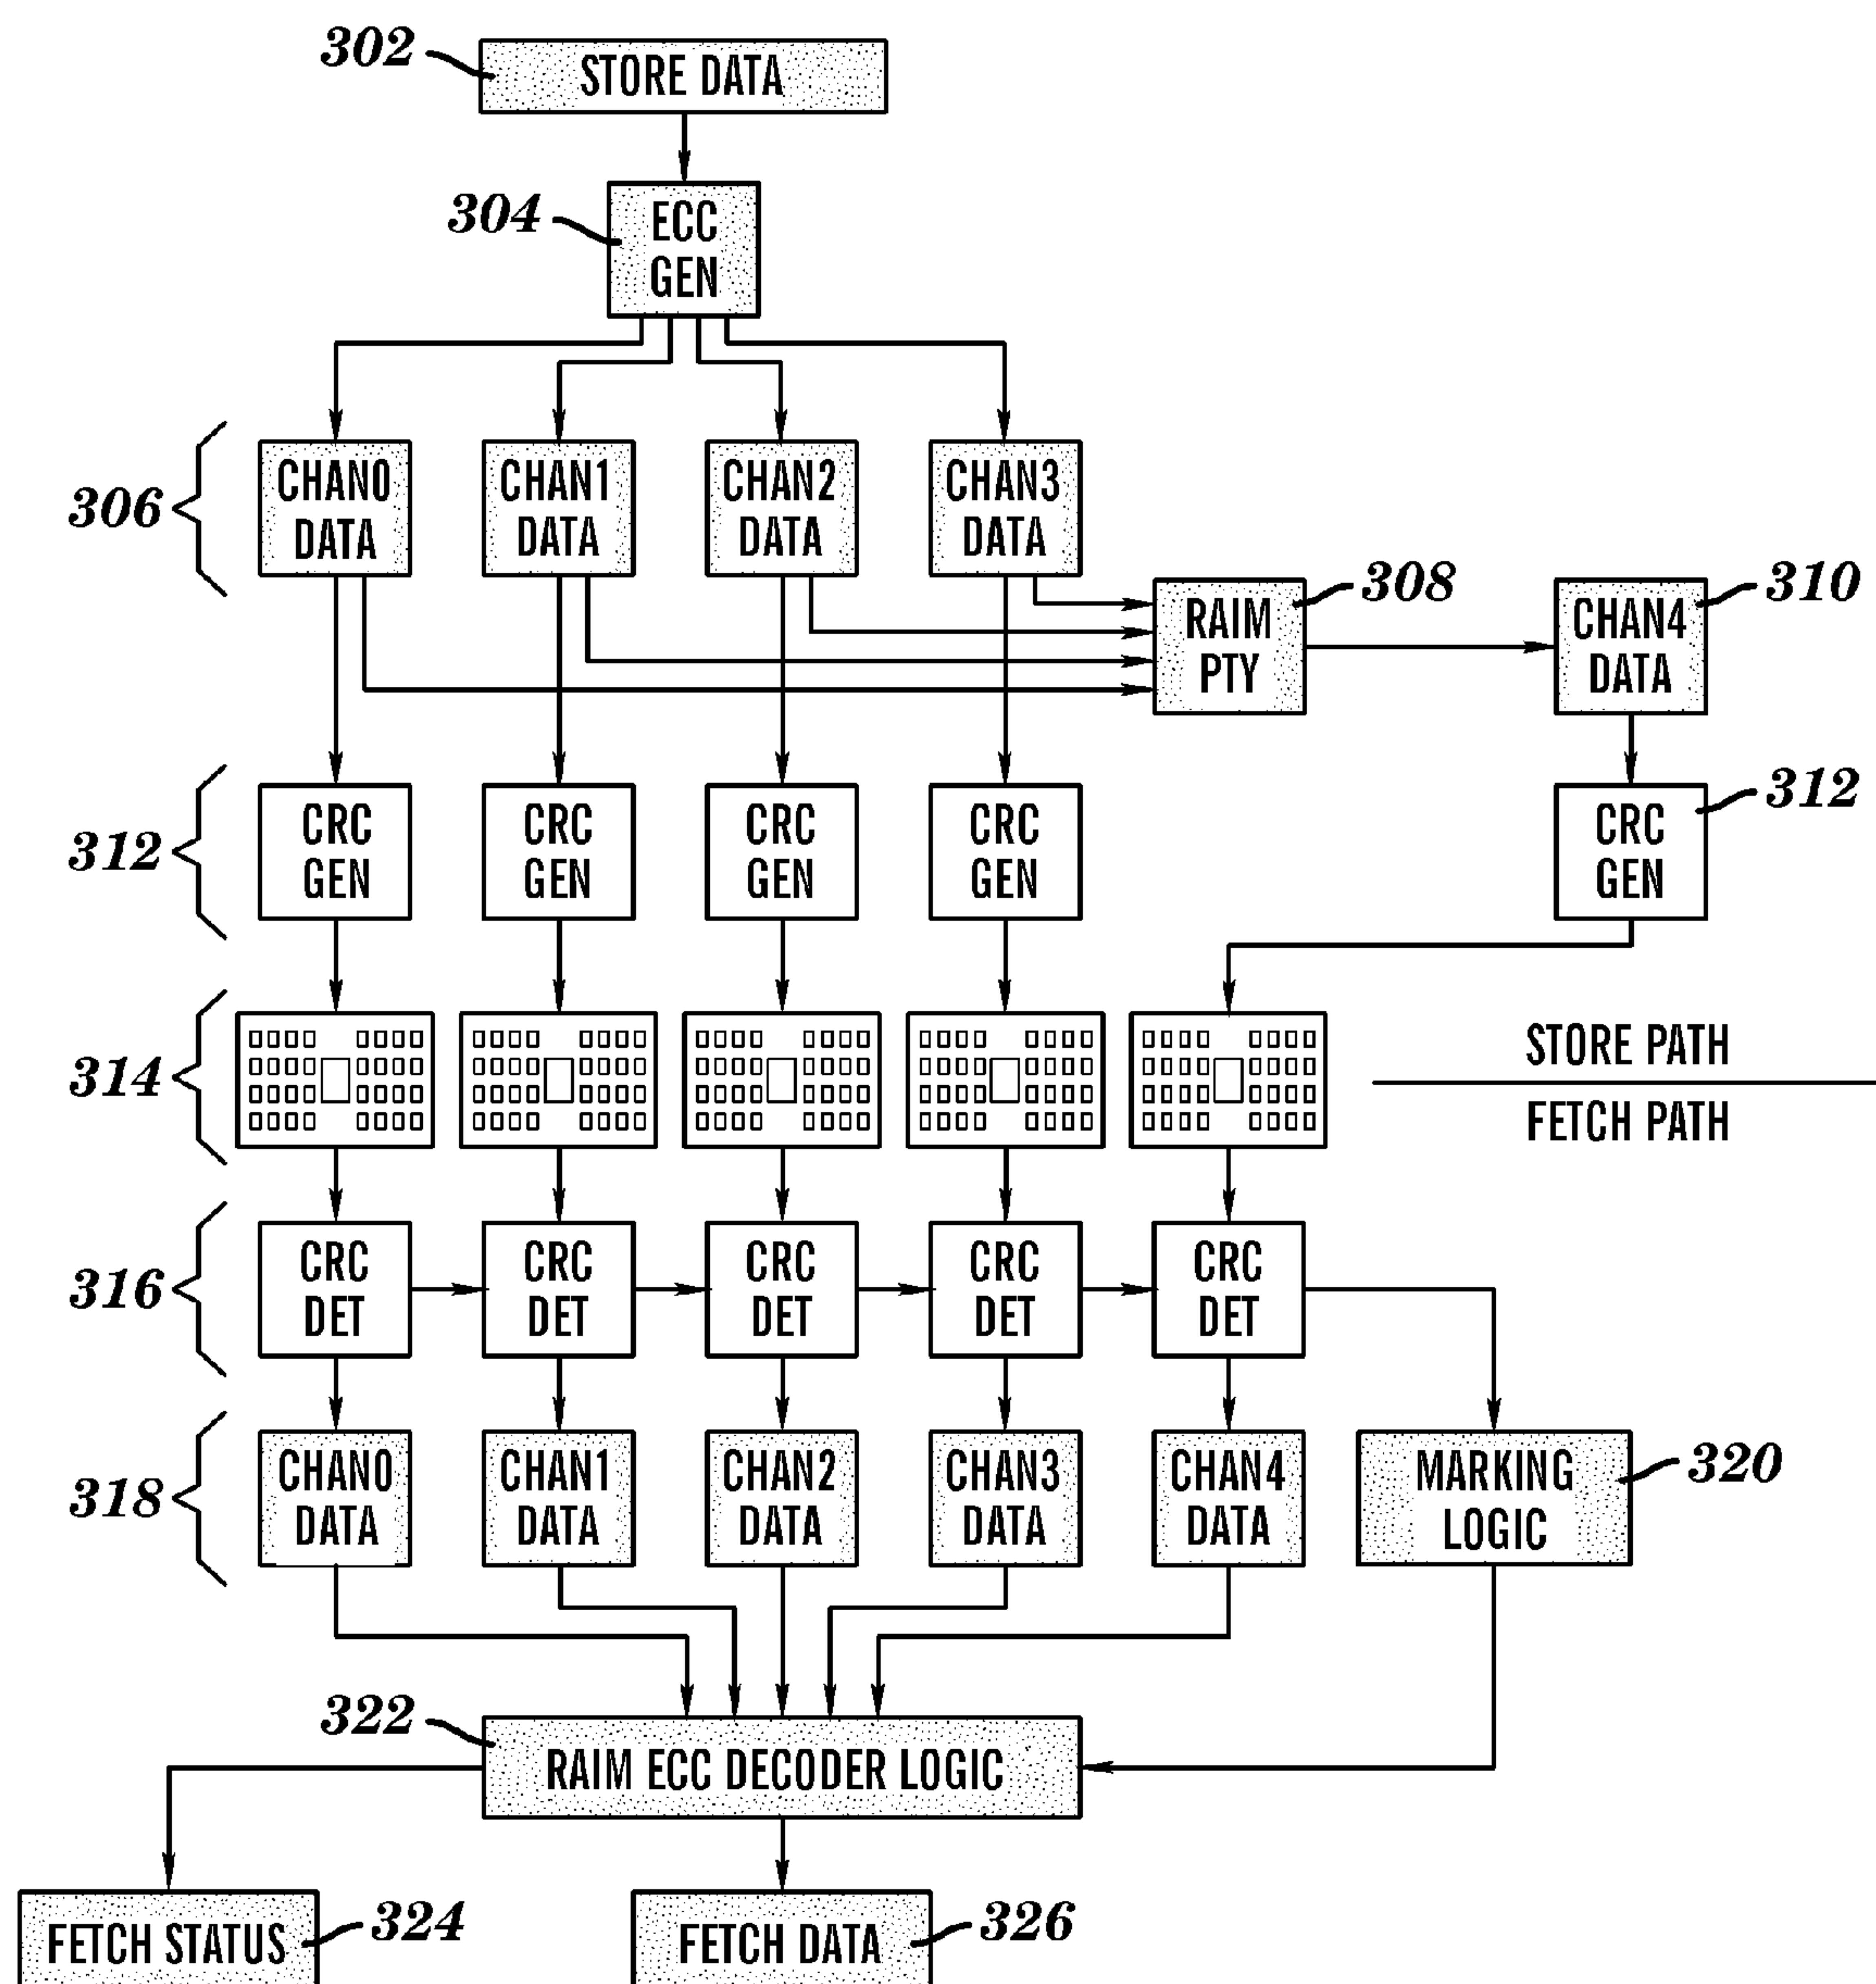 302
STORE DATA
304
ECC
GEN
306
CHAN0
DATA
CHAN1
DATA
CHAN2
DATA
CHAN3
DATA
RAIM
PTY
308
CHAN4
DATA
310
312
CRC
GEN
CRC
GEN
CRC
GEN
CRC
GEN
CRC
GEN
312
314
STORE PATH
FETCH PATH
316
CRC
DET
CRC
DET
CRC
DET
CRC
DET
CRC
DET
318
CHAN0
DATA
CHAN1
DATA
CHAN2
DATA
CHAN3
DATA
CHAN4
DATA
MARKING
LOGIC
320
322
RAIM ECC DECODER LOGIC
FETCH STATUS
324
FETCH DATA
326